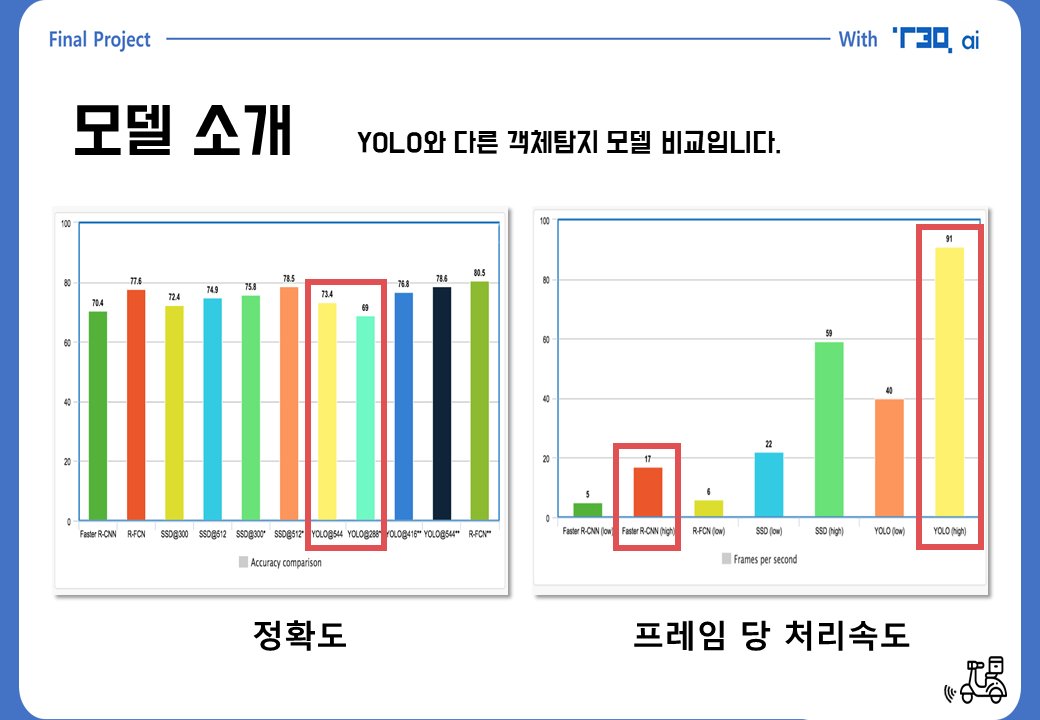 Final Project
With T3Q. ai
모델 소개
YOLO와 다른 객체탐지 모델 비교입니다.
100
80
60
40
20
0
70.4
77.6
72.4
74.9
75.8
78.5
73.4
69
76.8
78.6
80.5
Faster R-CNN
R-FCN
SSD@300
SSD@512
SSD@300*
SSD@512*
YOLO@544
YOLO@288*
YOLO@416**
YOLO@544**
R-FCN**
Accuracy comparison
100
80
60
40
20
0
5
17
6
22
59
40
91
Faster R-CNN (low)
Faster R-CNN (high)
R-FCN (low)
SSD (low)
SSD (high)
YOLO (low)
YOLO (high)
Frames per second
정확도
프레임 당 처리속도